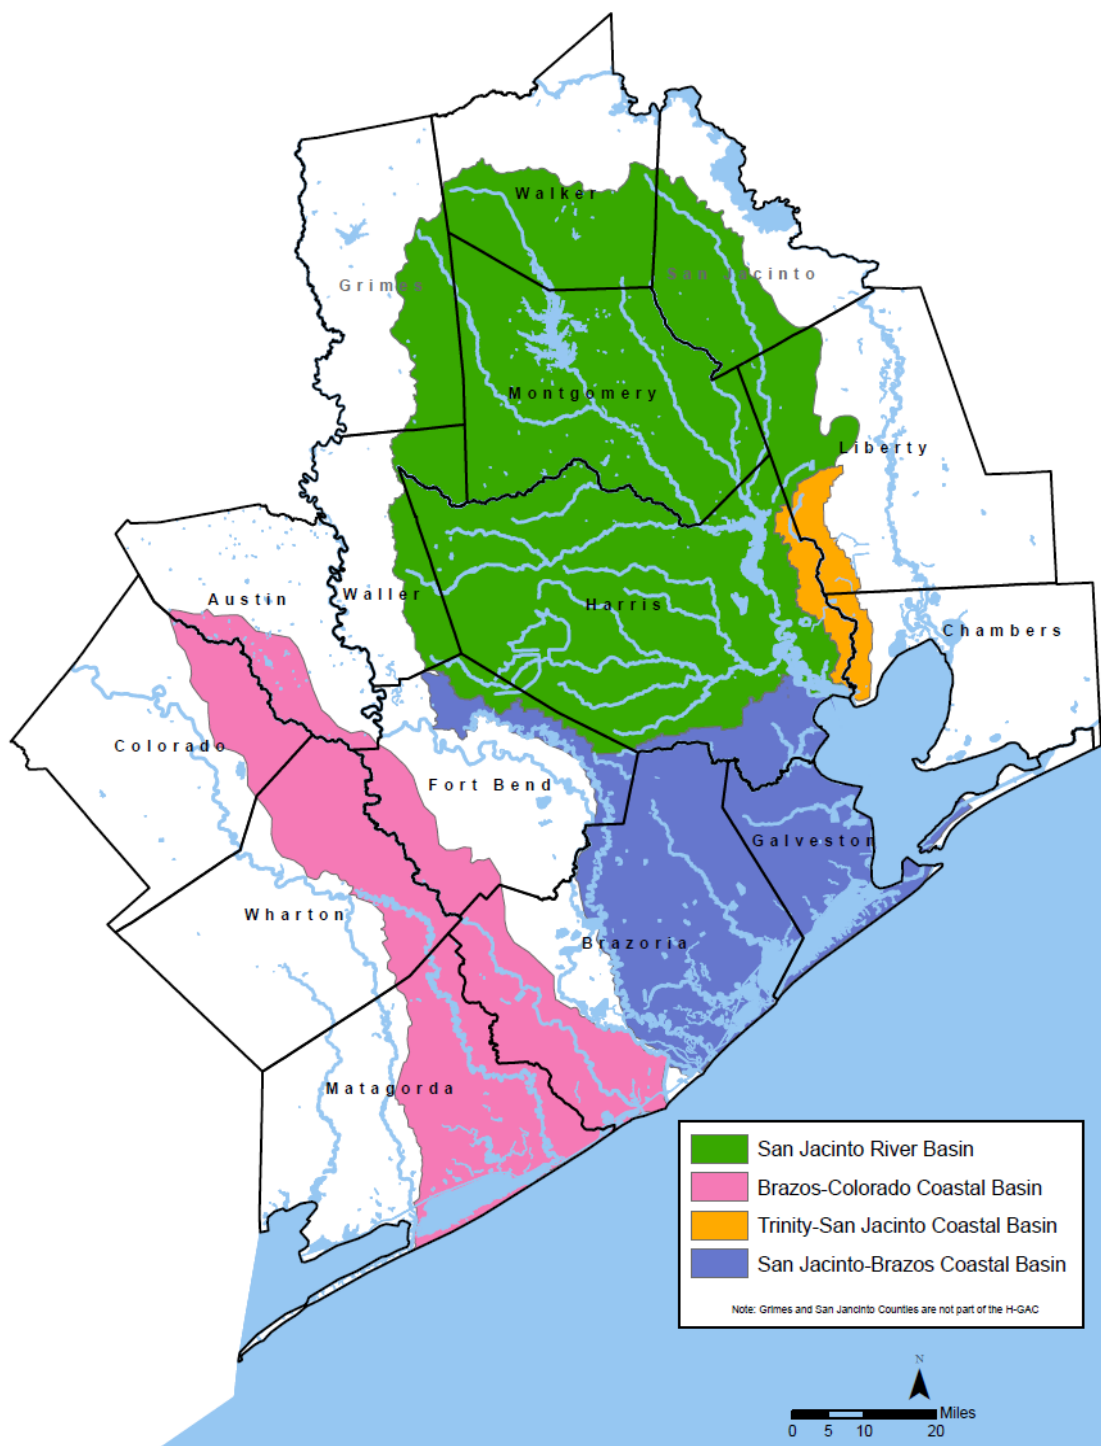 Walker
San Jacinto
Grimes
Montgomery
Liberty
Austin
Waller
Harris
Chambers
Colorado
Fort Bend
Galveston
Wharton
Brazoria
Matagorda
San Jacinto River Basin
Brazos-Colorado Coastal Basin
Trinity-San Jacinto Coastal Basin
San Jacinto-Brazos Coastal Basin
Note: Grimes and San Jancinto Counties are not part of the H-GAC
N
Miles
0 5 10 20